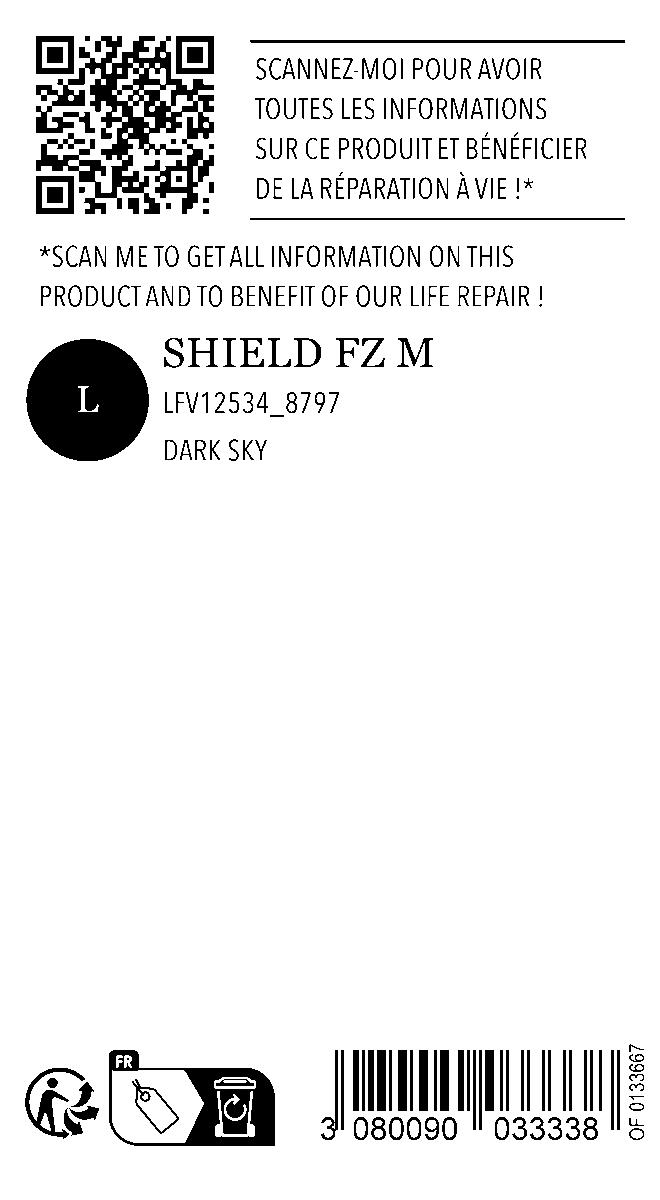 SCANNEZ-MOI POUR AVOIR
TOUTES LES INFORMATIONS
SUR CE PRODUIT ET BÉNÉFICIER
DE LA RÉPARATION À VIE !*
*SCAN ME TO GET ALL INFORMATION ON THIS
PRODUCT AND TO BENEFIT OF OUR LIFE REPAIR !
L
SHIELD FZ M
LFV12534_8797
DARK SKY
FR
3 080090 033338
OF 0133667